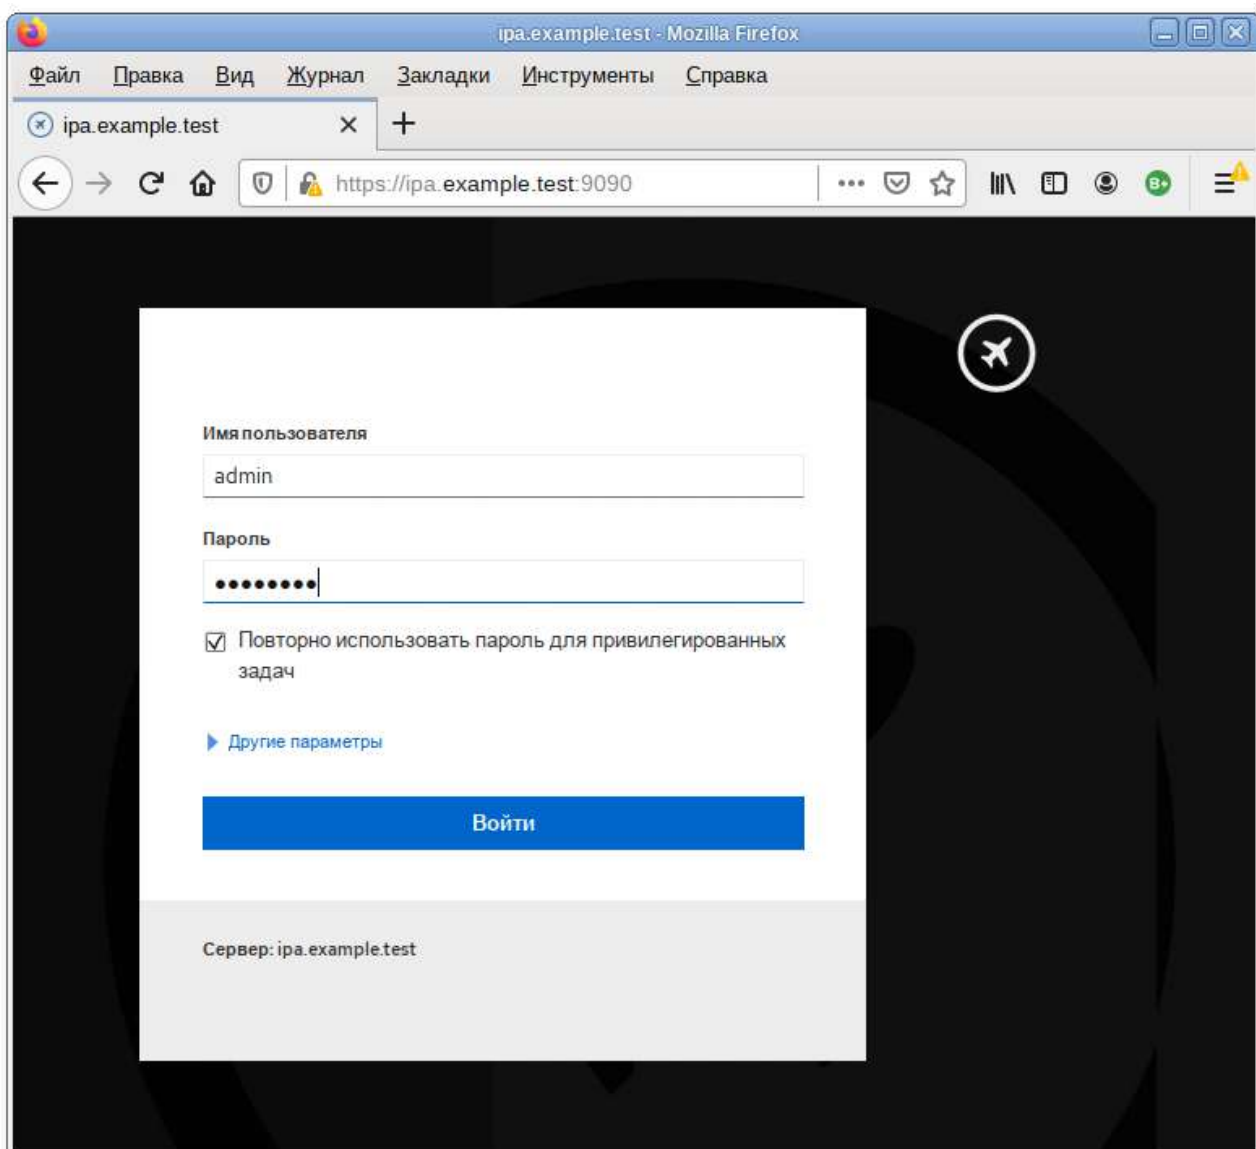 ipa.example.test - Mozilla Firefox
Файл Правка Вид Журнал Закладки Инструменты Справка
ipa.example.test
https://ipa.example.test:9090
B+
Имя пользователя
admin
Пароль
Повторно использовать пароль для привилегированных
задач
Другие параметры
Войти
Сервер: ipa.example.test